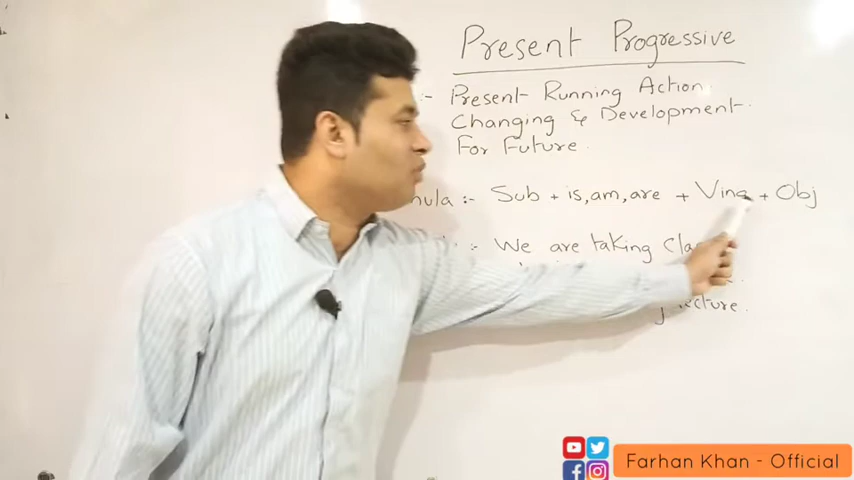 Present Progressive
:- Present Running Action
Changing & Development.
For Future.
mula :- Sub + is,am,are + Ving + Obj
:- We are taking Cla
ecture.
Farhan Khan - Official